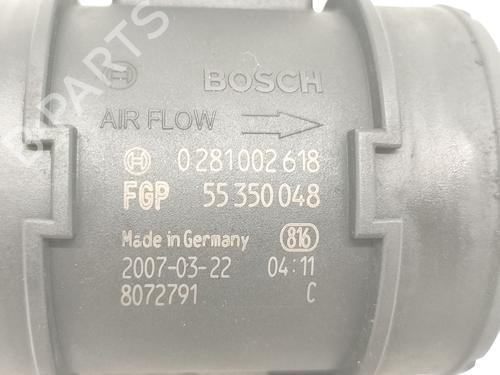 BOSCH
AIR FLOW
0 281 002 618
FGP 55 350 048
Made in Germany 816
2007-03-22 04:11
8072791 C
B-PARTS